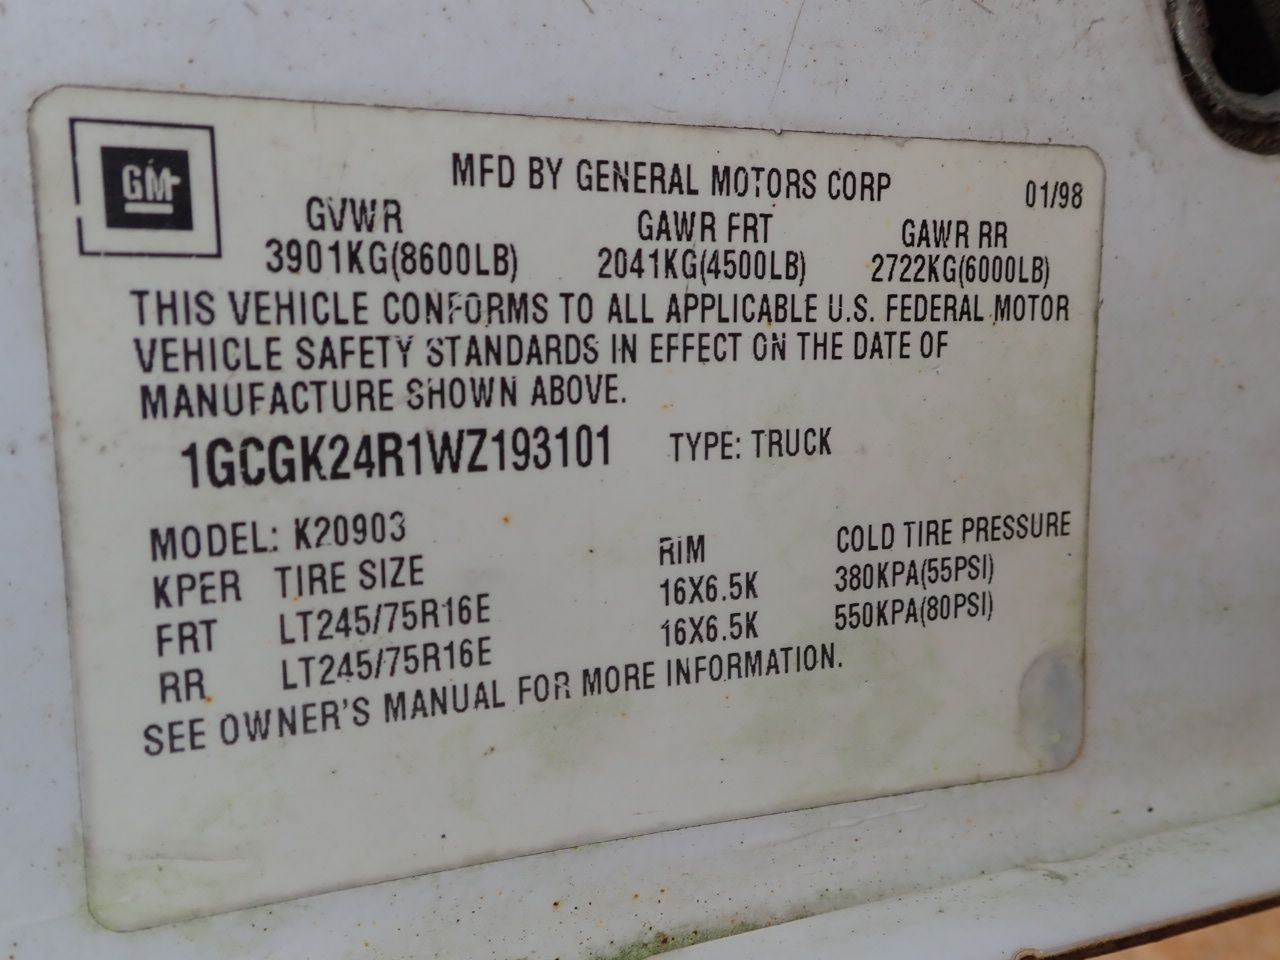 GM
MFD BY GENERAL MOTORS CORP 01/98
GVWR GAWR FRT GAWR RR
3901KG(8600LB) 2041KG(4500LB) 2722KG(6000LB)
THIS VEHICLE CONFORMS TO ALL APPLICABLE U.S. FEDERAL MOTOR
VEHICLE SAFETY STANDARDS IN EFFECT ON THE DATE OF
MANUFACTURE SHOWN ABOVE.
1GCGK24R1WZ193101 TYPE: TRUCK
MODEL: K20903
KPER TIRE SIZE RIM COLD TIRE PRESSURE
FRT LT245/75R16E 16X6.5K 380KPA(55PSI)
RR LT245/75R16E 16X6.5K 550KPA(80PSI)
SEE OWNER'S MANUAL FOR MORE INFORMATION.